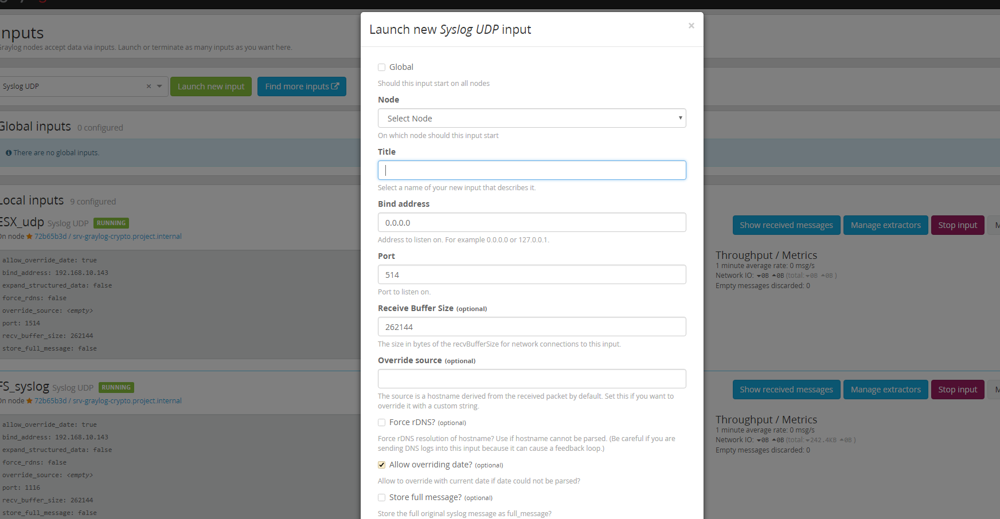 nputs
Graylog nodes accept data via inputs. Launch or terminate as many inputs as you want here.
Syslog UDP × Launch new input Find more inputs
Global inputs 0 configured
There are no global inputs.
Local inputs 9 configured
ESX_udp Syslog UDP RUNNING
On node 72b65b3d / srv-graylog-crypto.project.internal
allow_override_date: true
bind_address: 192.168.10.143
expand_structured_data: false
force_rdns: false
override_source: <empty>
port: 1514
recv_buffer_size: 262144
store_full_message: false
Show received messages Manage extractors Stop input M
Throughput / Metrics
1 minute average rate: 0 msg/s
Network IO: 0B 0B (total: 0B 0B )
Empty messages discarded: 0
FS_syslog Syslog UDP RUNNING
On node 72b65b3d / srv-graylog-crypto.project.internal
allow_override_date: true
bind_address: 192.168.10.143
expand_structured_data: false
force_rdns: false
override_source: <empty>
port: 1116
recv_buffer_size: 262144
store_full_message: false
Show received messages Manage extractors Stop input M
Throughput / Metrics
1 minute average rate: 0 msg/s
Network IO: 0B 0B (total: 242.4KB 0B )
Empty messages discarded: 0
Launch new Syslog UDP input ×
Global
Should this input start on all nodes
Node
Select Node
On which node should this input start
Title
Select a name of your new input that describes it.
Bind address
0.0.0.0
Address to listen on. For example 0.0.0.0 or 127.0.0.1.
Port
514
Port to listen on.
Receive Buffer Size (optional)
262144
The size in bytes of the recvBufferSize for network connections to this input.
Override source (optional)
The source is a hostname derived from the received packet by default. Set this if you want to
override it with a custom string.
Force rDNS? (optional)
Force rDNS resolution of hostname? Use if hostname cannot be parsed. (Be careful if you are
sending DNS logs into this input because it can cause a feedback loop.)
Allow overriding date? (optional)
Allow to override with current date if date could not be parsed?
Store full message? (optional)
Store the full original syslog message as full_message?